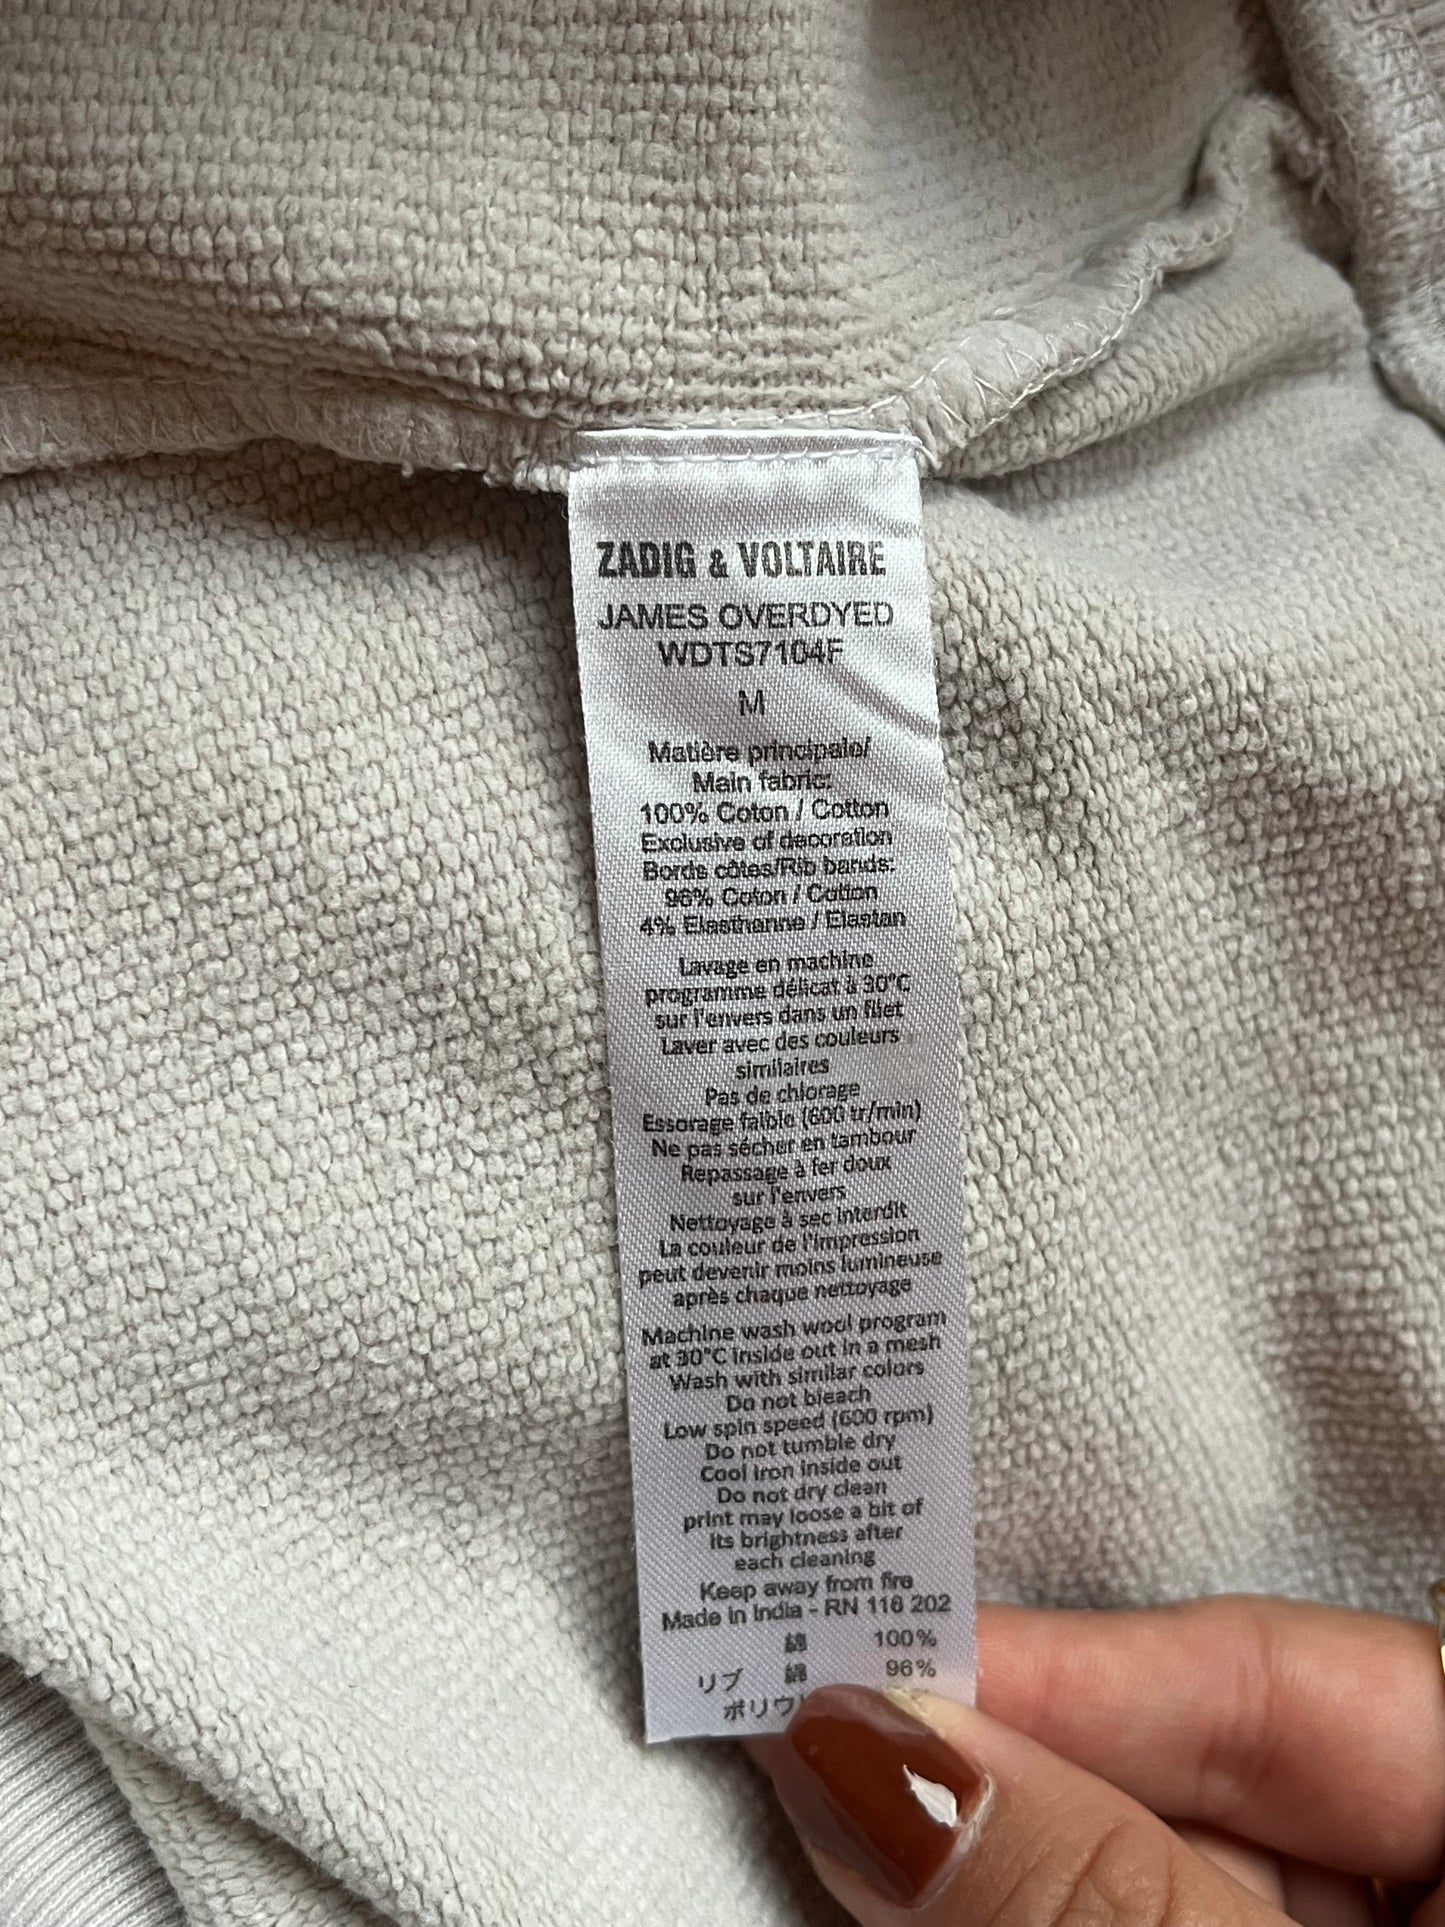 ZADIG & VOLTAIRE
JAMES OVERDYED
WDTS7104F
M
Matière principale/
Main fabric:
100% Coton / Cotton
Exclusive of decoration
Bords côtes/Rib bands:
96% Coton / Cotton
4% Elasthanne / Elastan
Lavage en machine
programme délicat à 30°C
sur l'envers dans un filet
Laver avec des couleurs
similaires
Pas de chlorage
Essorage faible (600 tr/min)
Ne pas sécher en tambour
Repassage à fer doux
sur l'envers
Nettoyage à sec interdit
La couleur de l'impression
peut devenir moins lumineuse
après chaque nettoyage
Machine wash wool program
at 30°C inside out in a mesh
Wash with similar colors
Do not bleach
Low spin speed (600 rpm)
Do not tumble dry
Cool iron inside out
Do not dry clean
print may loose a bit of
its brightness after
each cleaning
Keep away from fire
Made in India - RN 116 202
綿 100%
リブ 綿 96%
ポリウ